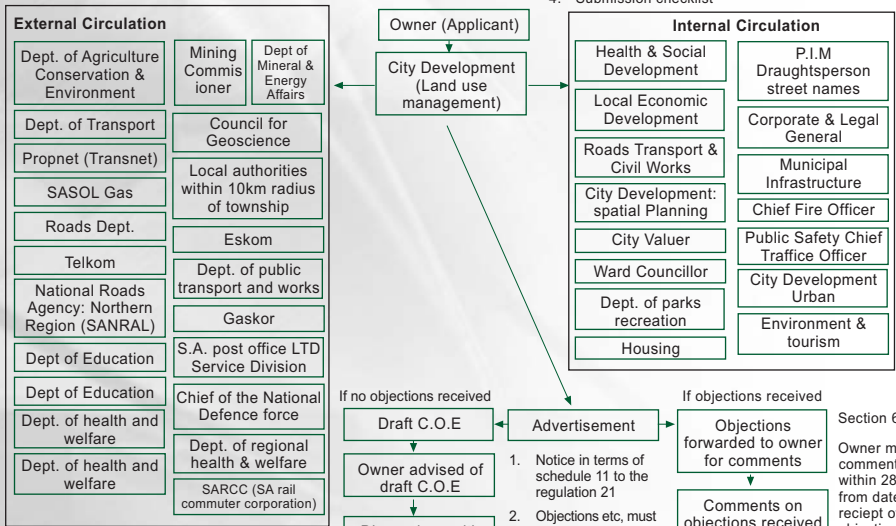 4. Submission checklist
External Circulation
Dept. of Agriculture
Conservation &
Environment
Mining
Commis
ioner
Dept of
Mineral &
Energy
Affairs
Dept. of Transport
Council for
Geoscience
Propnet (Transnet)
Local authorities
within 10km radius
of township
SASOL Gas
Roads Dept.
Eskom
Telkom
Dept. of public
transport and works
National Roads
Agency: Northern
Region (SANRAL)
Gaskor
Dept of Education
S.A. post office LTD
Service Division
Dept of Education
Chief of the National
Defence force
Dept. of health and
welfare
Dept. of regional
health & welfare
Dept. of health and
welfare
SARCC (SA rail
commuter corporation)
Owner (Applicant)
City Development
(Land use
management)
Internal Circulation
Health & Social
Development
P.I.M
Draughtsperson
street names
Local Economic
Development
Corporate & Legal
General
Roads Transport &
Civil Works
Municipal
Infrastructure
City Development:
spatial Planning
Chief Fire Officer
City Valuer
Public Safety Chief
Traffice Officer
Ward Councillor
City Development
Urban
Dept. of parks
recreation
Environment &
tourism
Housing
If no objections received
Draft C.O.E
Owner advised of
draft C.O.E
Advertisement
1. Notice in terms of
schedule 11 to the
regulation 21
2. Objections etc, must
If objections received
Objections
forwarded to owner
for comments
Comments on
objections received
Section 6
Owner m
comment
within 28
from date
reciept o